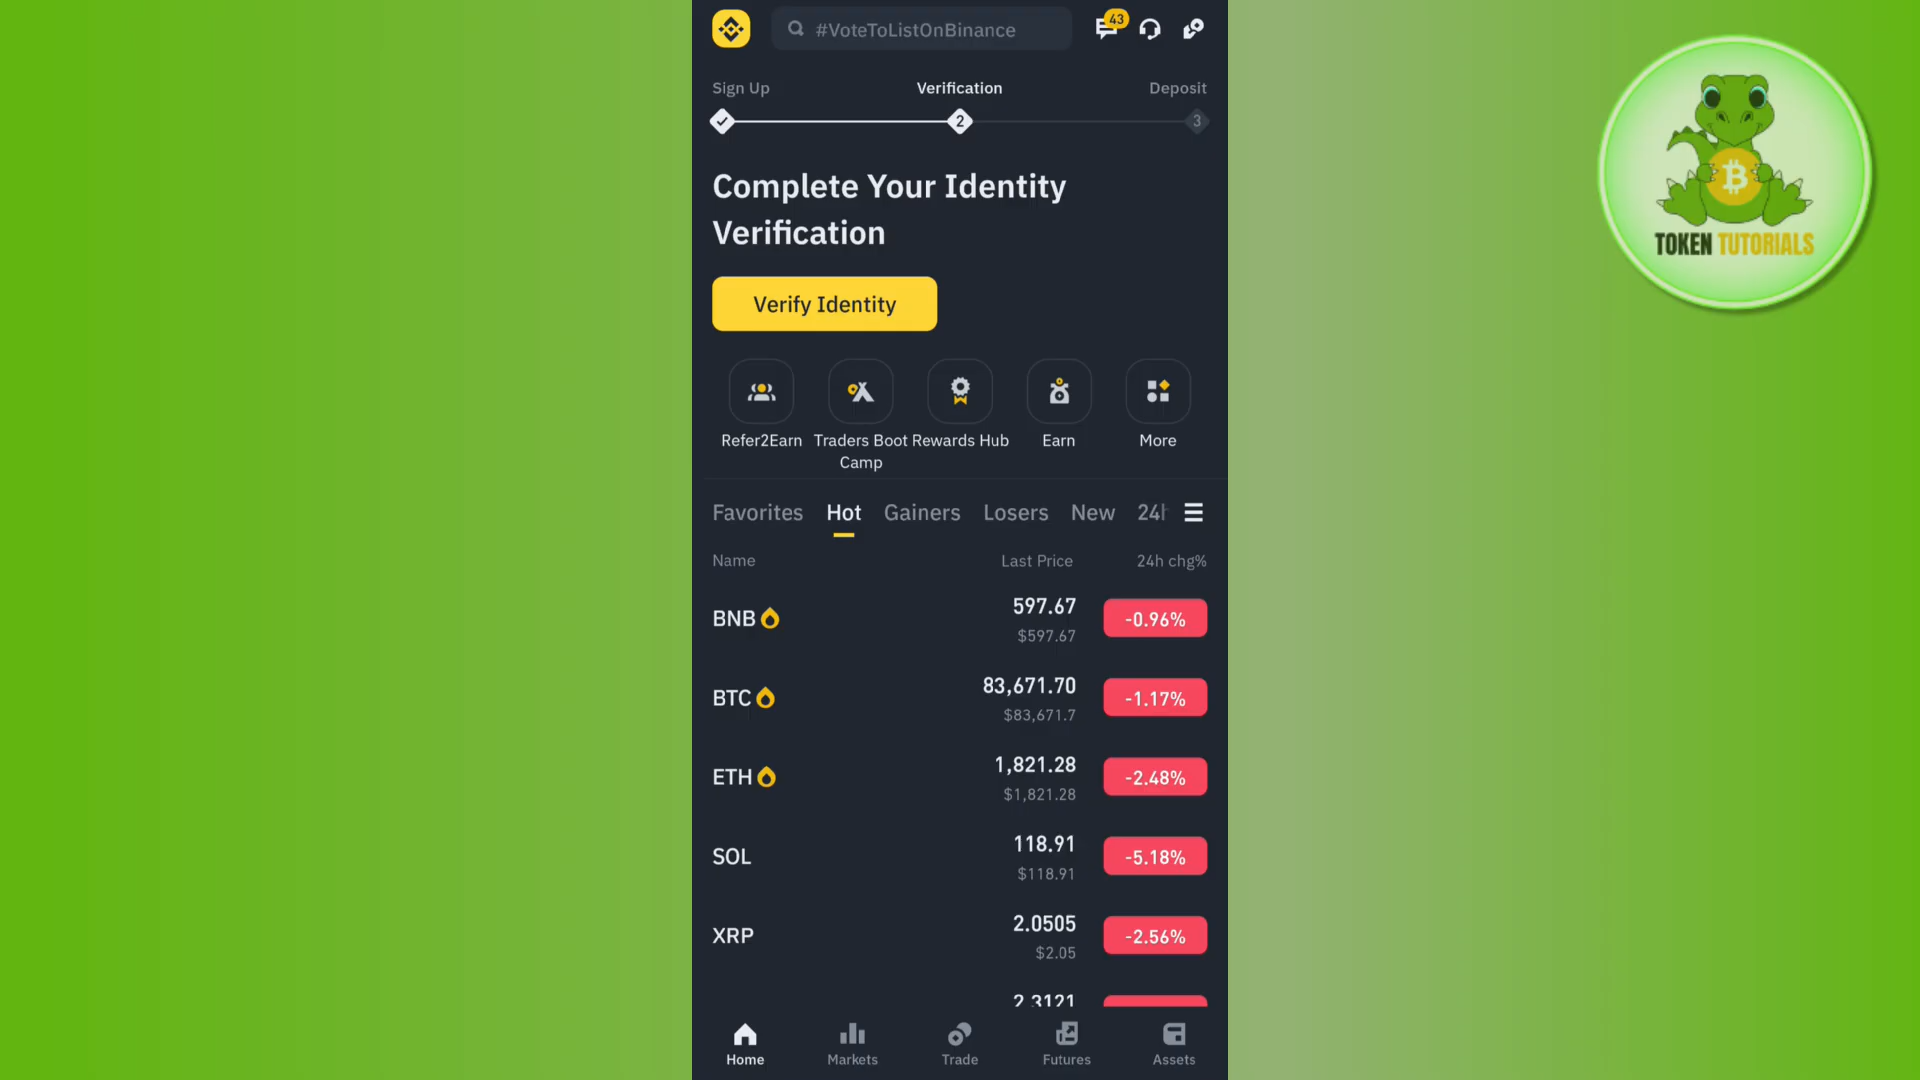 #VoteToListOnBinance
43
Sign Up
Verification
Deposit
2
3
Complete Your Identity
Verification
Verify Identity
Refer2Earn
Traders Boot
Camp
Rewards Hub
Earn
More
Favorites
Hot
Gainers
Losers
New
24h
Name
Last Price
24h chg%
BNB
597.67
$597.67
-0.96%
BTC
83,671.70
$83,671.7
-1.17%
ETH
1,821.28
$1,821.28
-2.48%
SOL
118.91
$118.91
-5.18%
XRP
2.0505
$2.05
-2.56%
2.3121
Home
Markets
Trade
Futures
Assets
TOKEN TUTORIALS